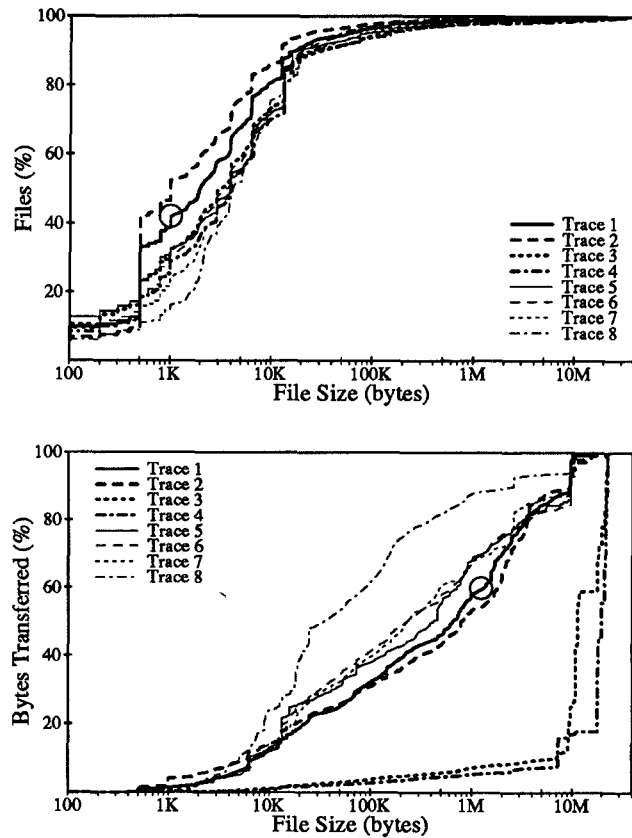 100
80
60
40
20
Files (%)
Trace 1
Trace 2
Trace 3
Trace 4
Trace 5
Trace 6
Trace 7
Trace 8
100
1K
10K
100K
1M
10M
File Size (bytes)
100
80
60
40
20
Bytes Transferred (%)
Trace 1
Trace 2
Trace 3
Trace 4
Trace 5
Trace 6
Trace 7
Trace 8
100
1K
10K
100K
1M
10M
File Size (bytes)